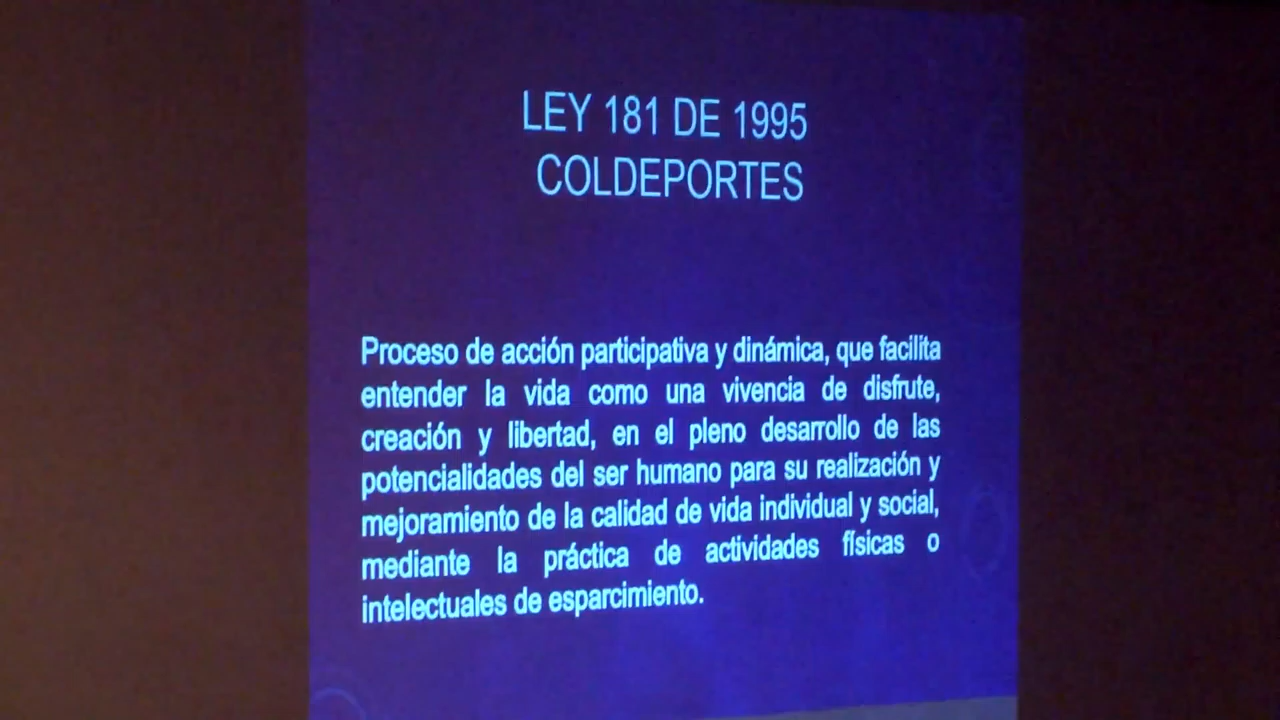 LEY 181 DE 1995
COLDEPORTES
Proceso de acción participativa y dinámica, que facilita
entender la vida como una vivencia de disfrute,
creación y libertad, en el pleno desarrollo de las
potencialidades del ser humano para su realización y
mejoramiento de la calidad de vida individual y social,
mediante la práctica de actividades físicas o
intelectuales de esparcimiento.